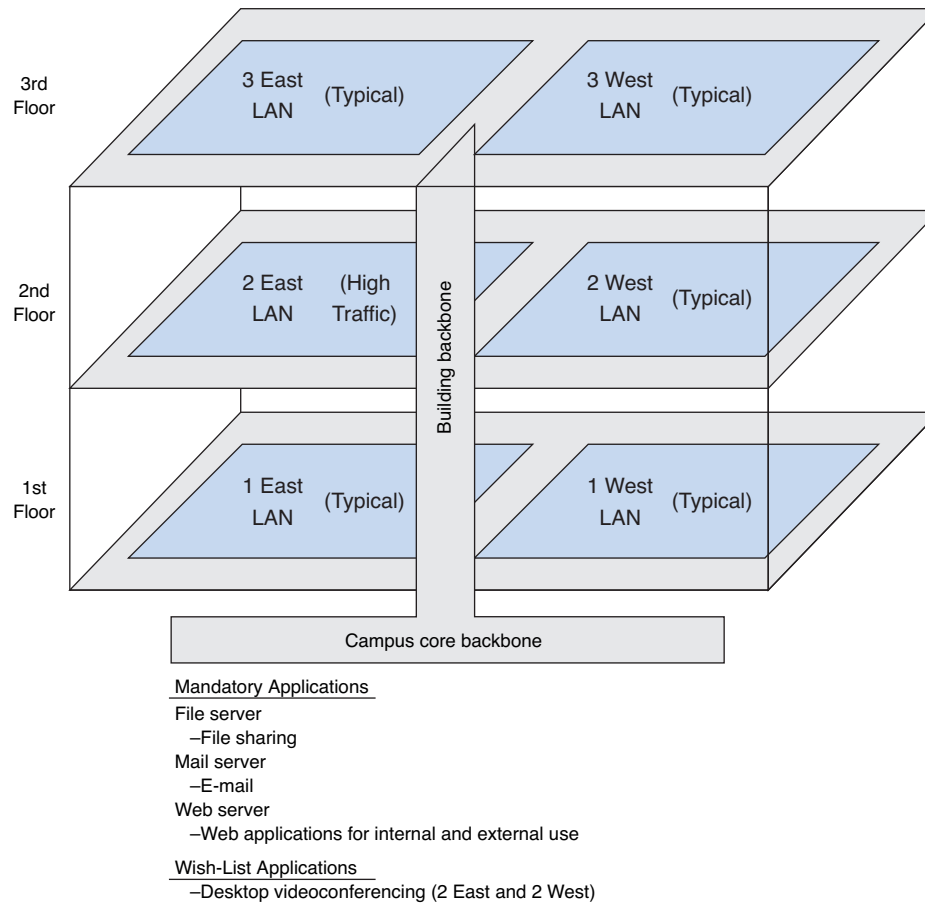 3rd
Floor
3 East
LAN
(Typical)
3 West
LAN
(Typical)
2nd
Floor
2 East
LAN
(High
Traffic)
2 West
LAN
(Typical)
Building backbone
1st
Floor
1 East
LAN
(Typical)
1 West
LAN
(Typical)
Campus core backbone
Mandatory Applications
File server
–File sharing
Mail server
–E-mail
Web server
–Web applications for internal and external use
Wish-List Applications
–Desktop videoconferencing (2 East and 2 West)